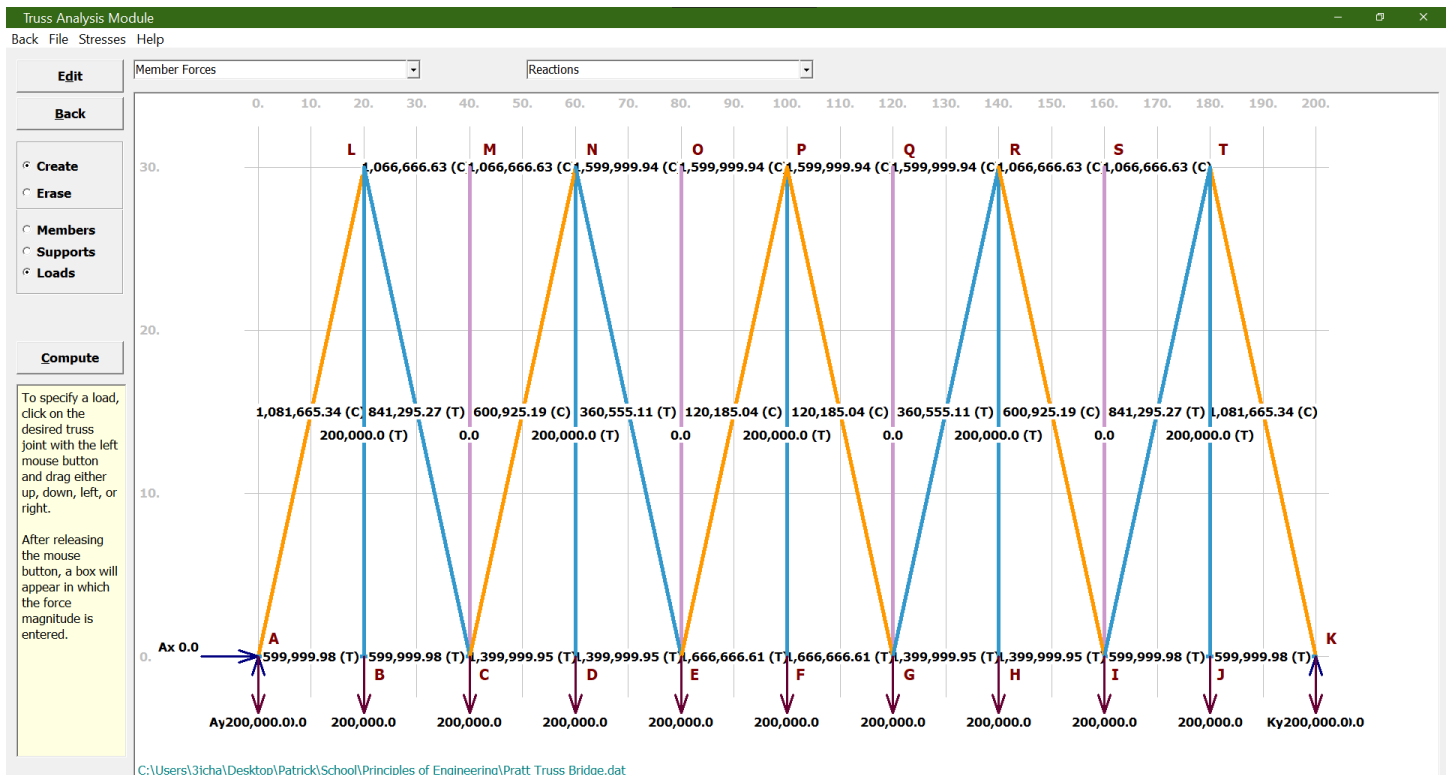 Truss Analysis Module
Back File Stresses Help
Edit
Member Forces
Reactions
Back
0. 10. 20. 30. 40. 50. 60. 70. 80. 90. 100. 110. 120. 130. 140. 150. 160. 170. 180. 190. 200.
Create
Erase
Members
Supports
Loads
L M N O P Q R S T
30. 1,066,666.63 (C) 1,066,666.63 (C) 1,599,999.94 (C) 1,599,999.94 (C) 1,599,999.94 (C) 1,599,999.94 (C) 1,066,666.63 (C) 1,066,666.63 (C)
20.
Compute
To specify a load,
click on the
desired truss
joint with the left
mouse button
and drag either
up, down, left, or
right.
After releasing
the mouse
button, a box will
appear in which
the force
magnitude is
entered.
1,081,665.34 (C) 841,295.27 (T) 600,925.19 (C) 360,555.11 (T) 120,185.04 (C) 120,185.04 (C) 360,555.11 (T) 600,925.19 (C) 841,295.27 (T) 1,081,665.34 (C)
200,000.0 (T) 0.0 200,000.0 (T) 0.0 200,000.0 (T) 0.0 200,000.0 (T) 0.0 200,000.0 (T)
10.
A K
Ax 0.0
0. 599,999.98 (T) 599,999.98 (T) 1,399,999.95 (T) 1,399,999.95 (T) 1,666,666.61 (T) 1,666,666.61 (T) 1,399,999.95 (T) 1,399,999.95 (T) 599,999.98 (T) 599,999.98 (T)
B C D E F G H I J
Ay 200,000.0 200,000.0 200,000.0 200,000.0 200,000.0 200,000.0 200,000.0 200,000.0 200,000.0 200,000.0 Ky 200,000.0
C:\Users\3jcha\Desktop\Patrick\School\Principles of Engineering\Pratt Truss Bridge.dat